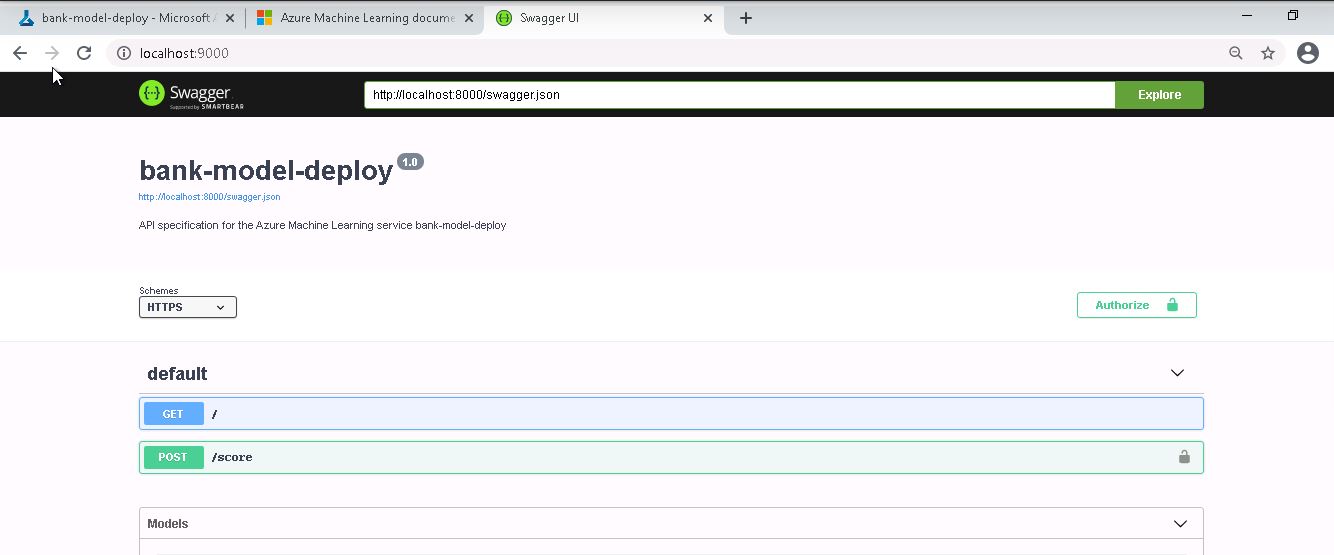 bank-model-deploy - Microsoft A
Azure Machine Learning docume
Swagger UI
localhost:9000
Swagger
Supported by SMARTBEAR
http://localhost:8000/swagger.json
Explore
bank-model-deploy 1.0
http://localhost:8000/swagger.json
API specification for the Azure Machine Learning service bank-model-deploy
Schemes
HTTPS
Authorize
default
GET /
POST /score
Models